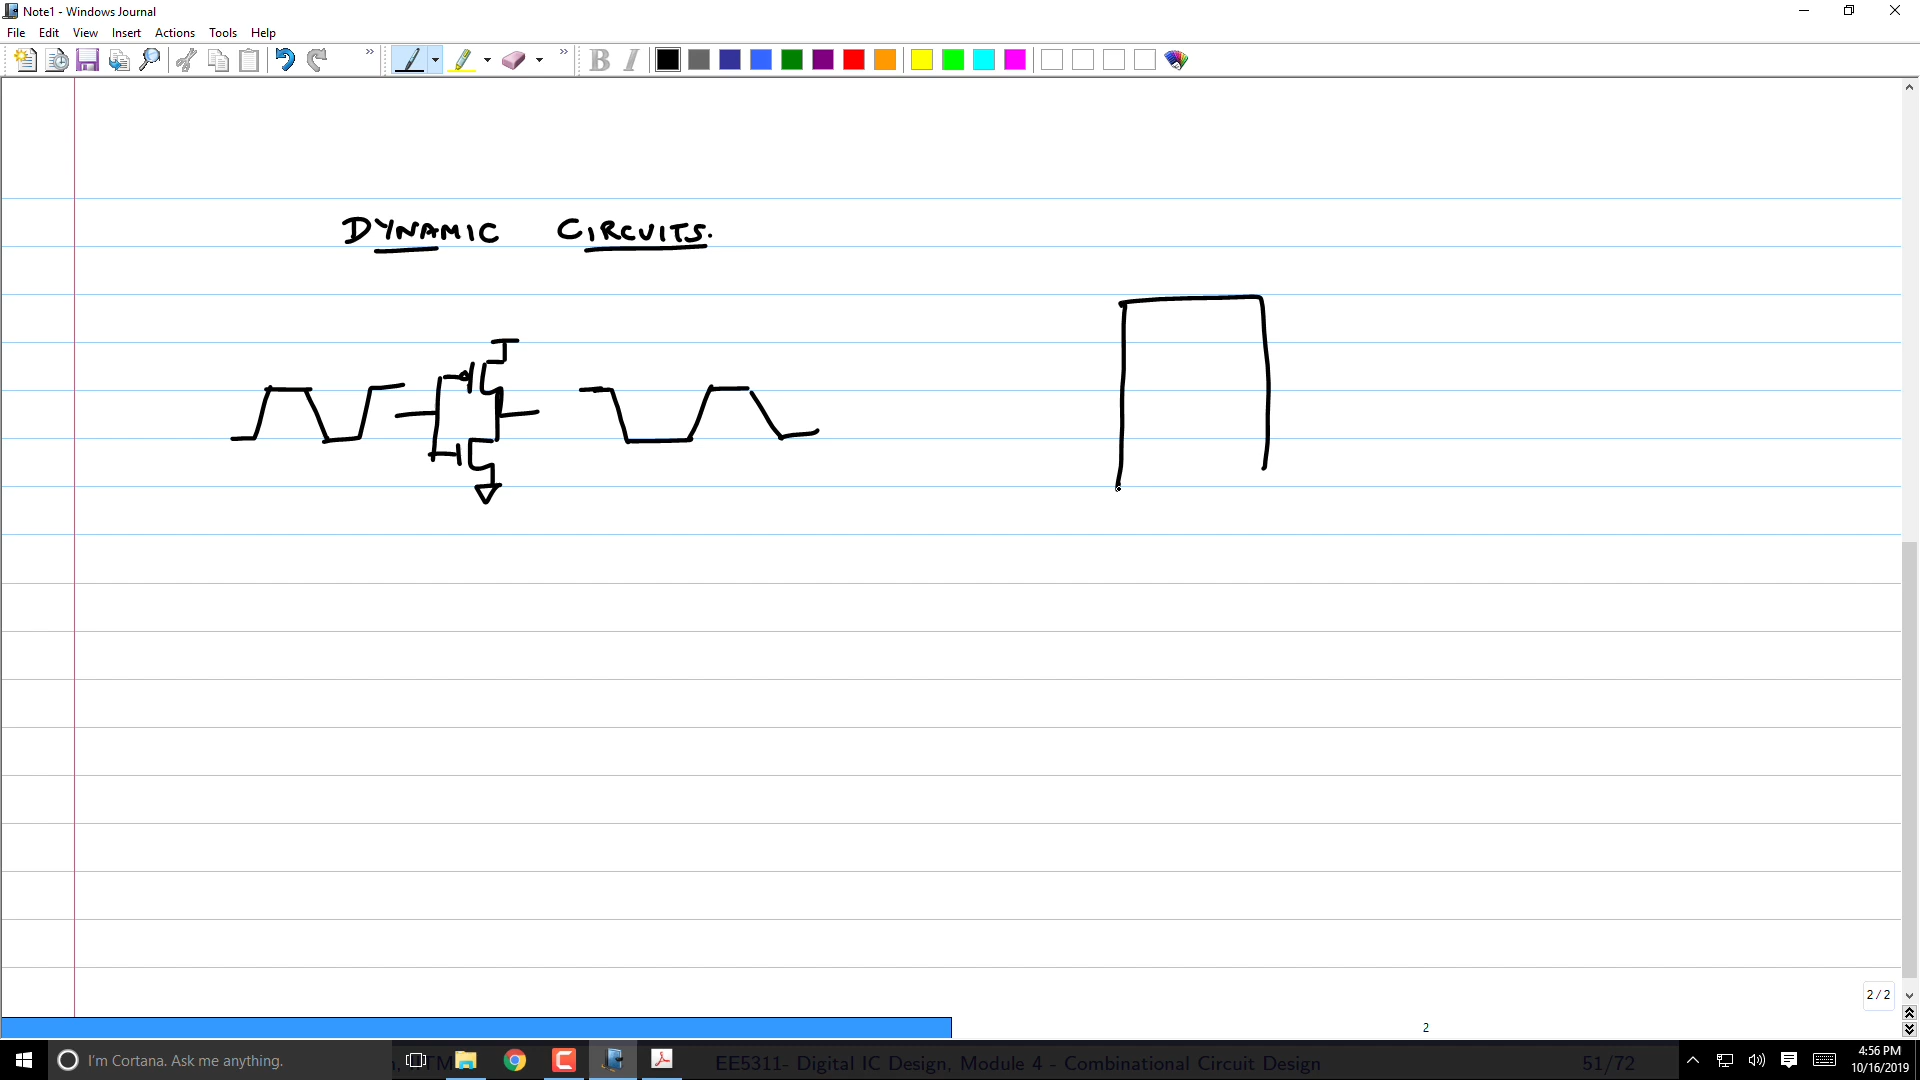 Note1 - Windows Journal
File Edit View Insert Actions Tools Help
B I
DYNAMIC CIRCUITS.
2 / 2
2
I'm Cortana. Ask me anything.
EE5311- Digital IC Design, Module 4 - Combinational Circuit Design
51/72
4:56 PM
10/16/2019